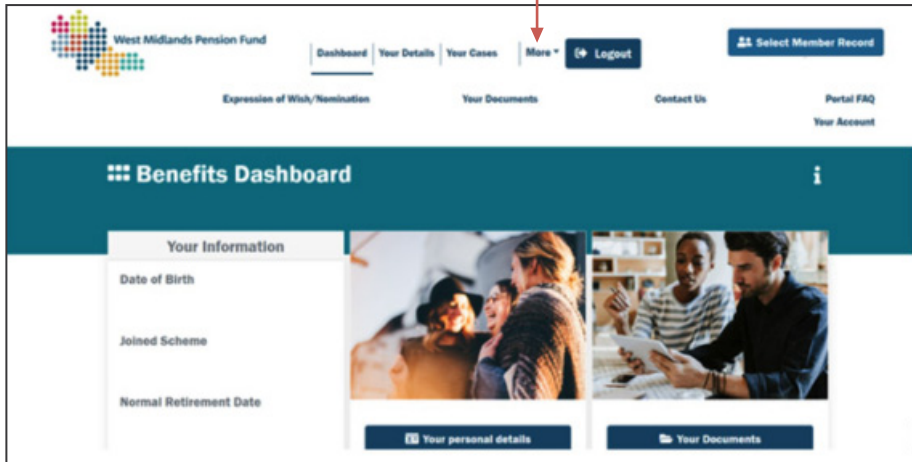 West Midlands Pension Fund
Dashboard Your Details Your Cases More Logout
Select Member Record
Expression of Wish/Nomination Your Documents Contact Us Portal FAQ
Your Account
Benefits Dashboard
Your Information
Date of Birth
Joined Scheme
Normal Retirement Date
Your personal details
Your Documents